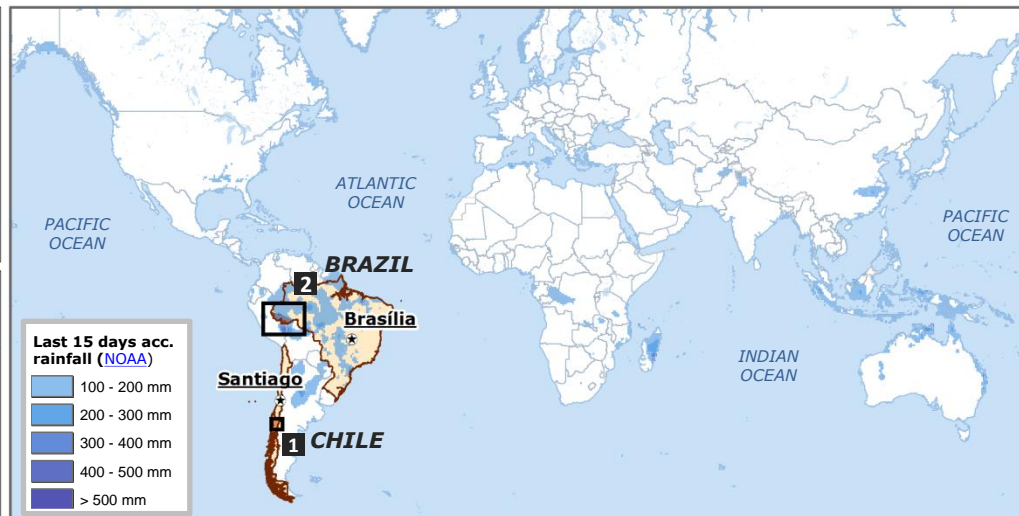 ATLANTIC
OCEAN
PACIFIC
OCEAN
PACIFIC
OCEAN
2 BRAZIL
Brasília
Last 15 days acc.
rainfall (NOAA)
100 - 200 mm
200 - 300 mm
300 - 400 mm
400 - 500 mm
> 500 mm
INDIAN
OCEAN
Santiago
1 CHILE